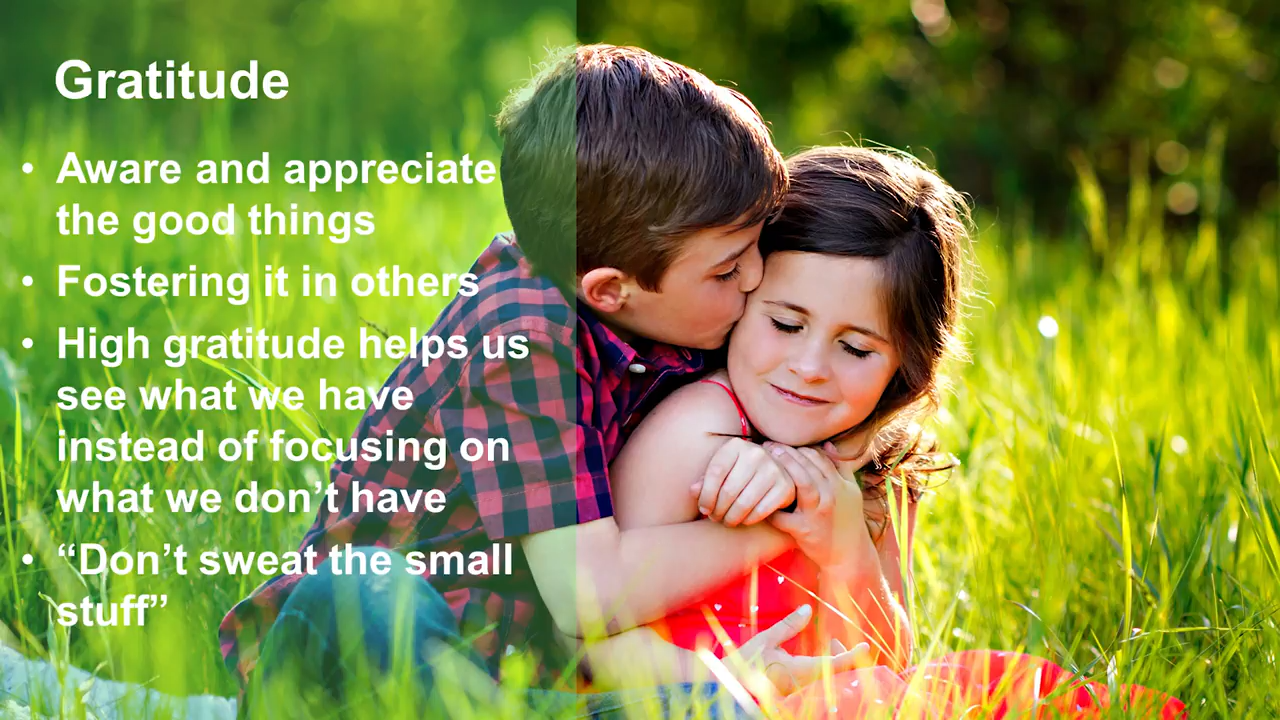 Gratitude
• Aware and appreciate
the good things
• Fostering it in others
• High gratitude helps us
see what we have
instead of focusing on
what we don’t have
• “Don’t sweat the small
stuff”